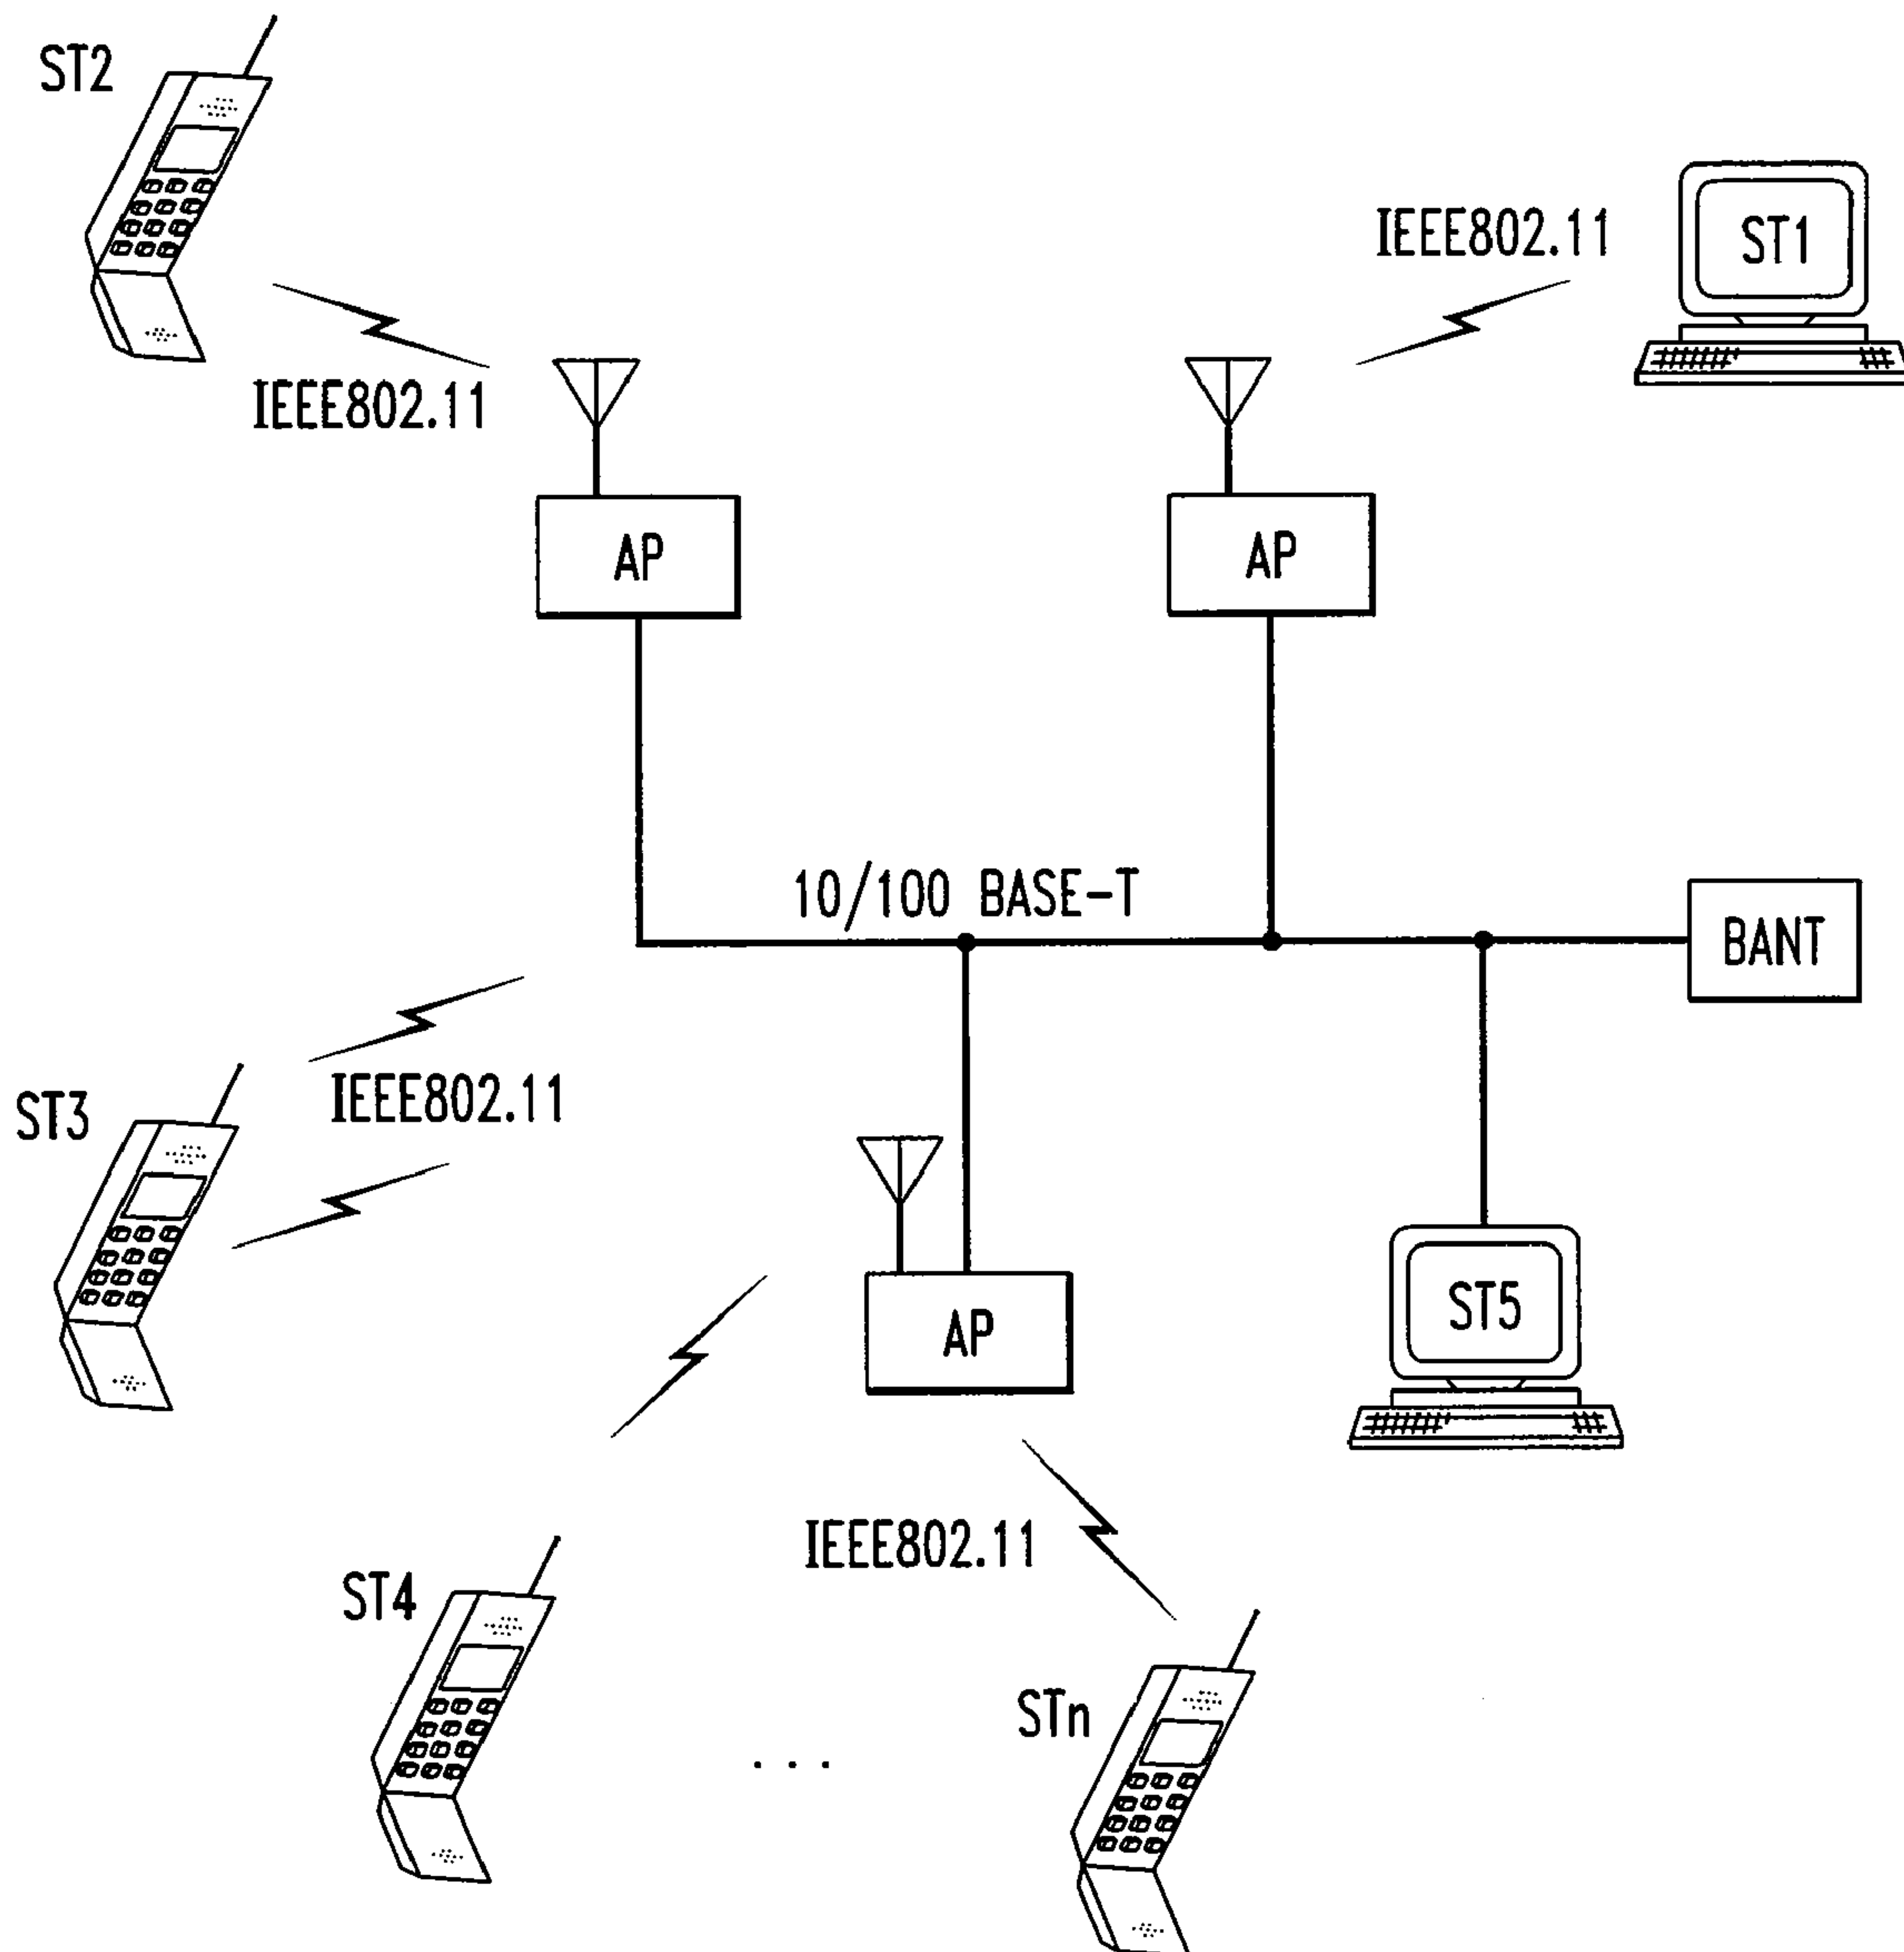 ST2
IEEE802.11
ST1
IEEE802.11
AP
AP
10/100 BASE-T
BANT
ST3
IEEE802.11
AP
ST5
IEEE802.11
ST4
STn
. . .